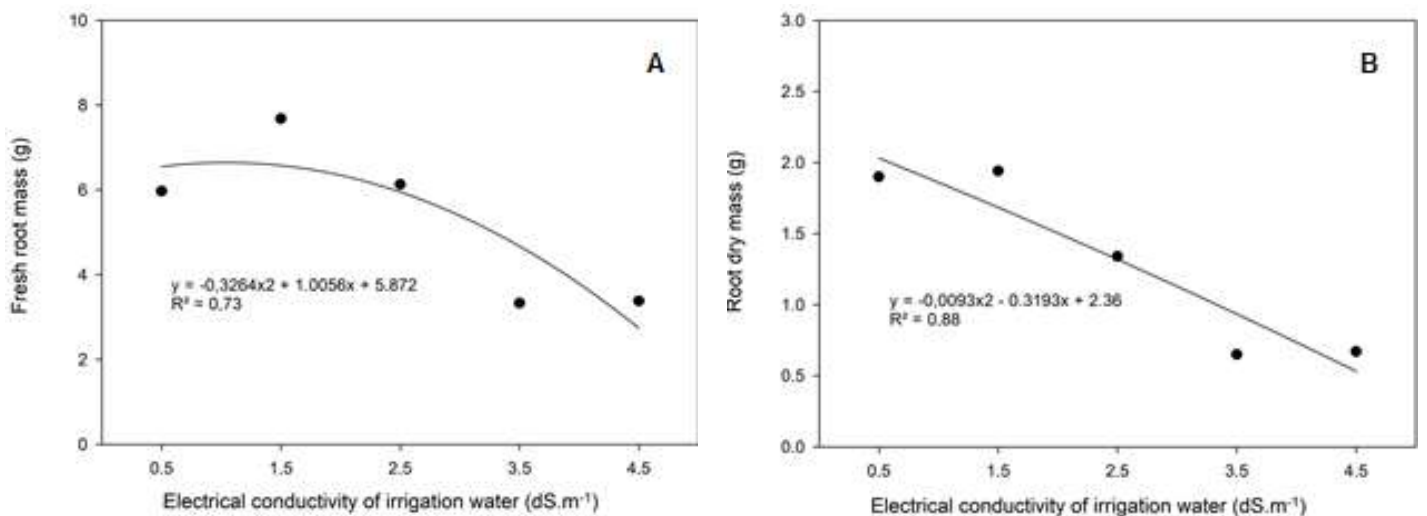 A
Fresh root mass (g)
10
8
6
4
2
0
y = -0,3264x2 + 1.0056x + 5.872
R² = 0,73
0.5 1.5 2.5 3.5 4.5
Electrical conductivity of irrigation water (dS.m⁻¹)
B
Root dry mass (g)
3.0
2.5
2.0
1.5
1.0
0.5
0.0
y = -0,0093x2 - 0.3193x + 2.36
R² = 0,88
0.5 1.5 2.5 3.5 4.5
Electrical conductivity of irrigation water (dS.m⁻¹)